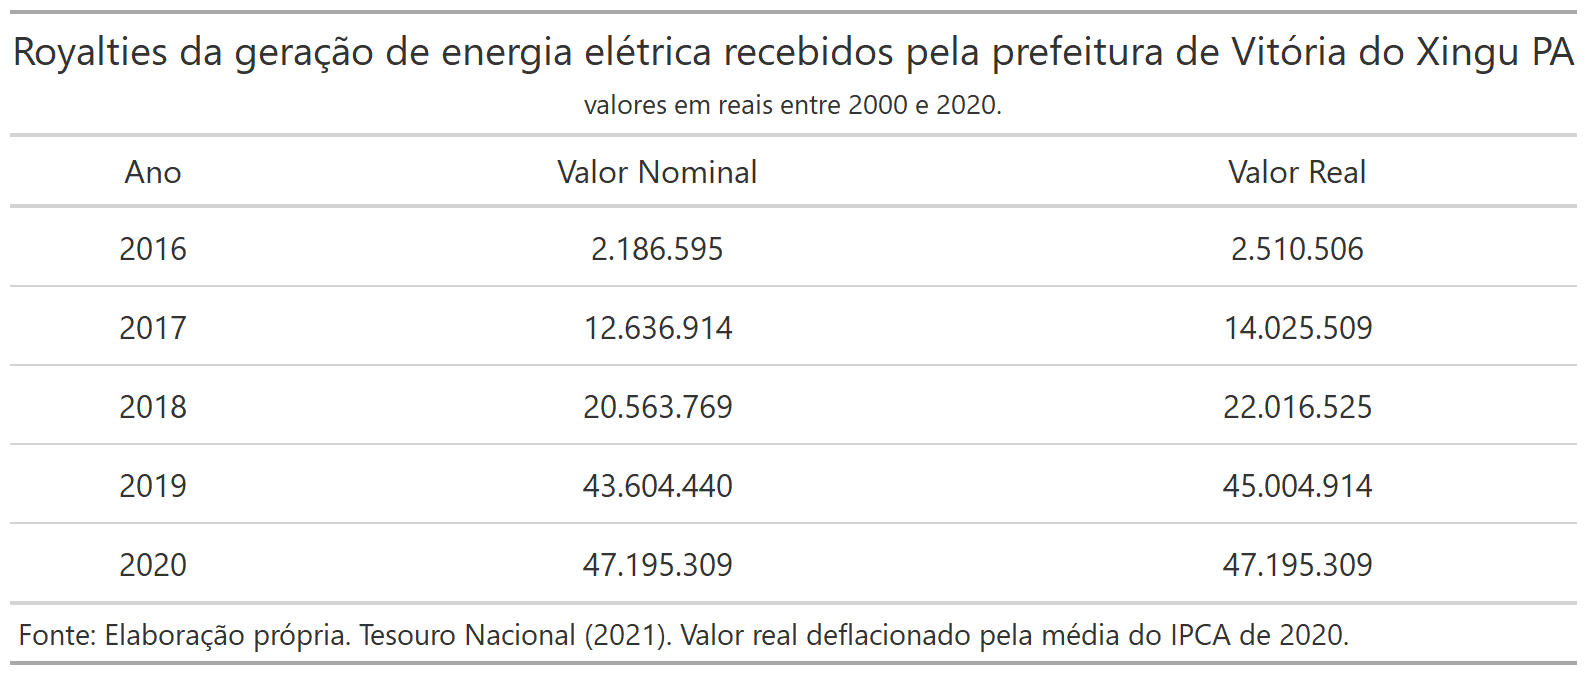 Royalties da geração de energia elétrica recebidos pela prefeitura de Vitória do Xingu PA
valores em reais entre 2000 e 2020.
Ano Valor Nominal Valor Real
2016 2.186.595 2.510.506
2017 12.636.914 14.025.509
2018 20.563.769 22.016.525
2019 43.604.440 45.004.914
2020 47.195.309 47.195.309
Fonte: Elaboração própria. Tesouro Nacional (2021). Valor real deflacionado pela média do IPCA de 2020.